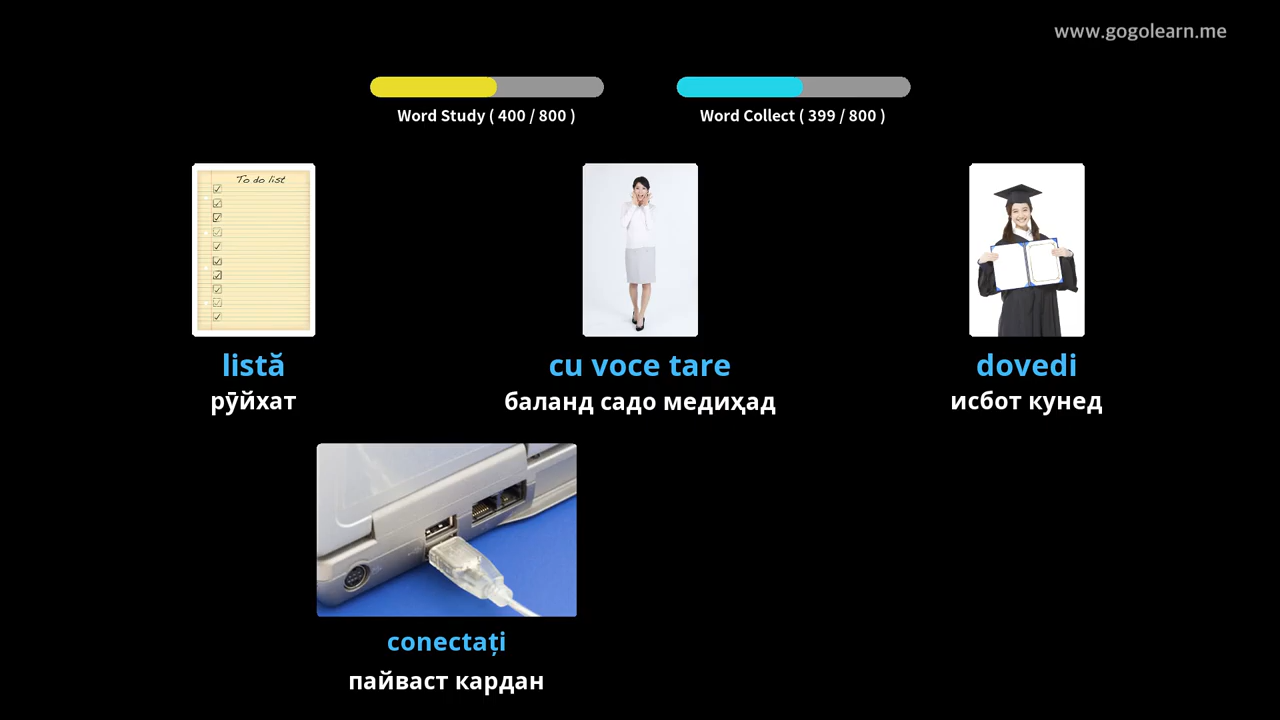 www.gogolearn.me
Word Study ( 400 / 800 )
Word Collect ( 399 / 800 )
To do list
listă
рӯйхат
cu voce tare
баланд садо медиҳад
dovedi
исбот кунед
conectați
пайваст кардан